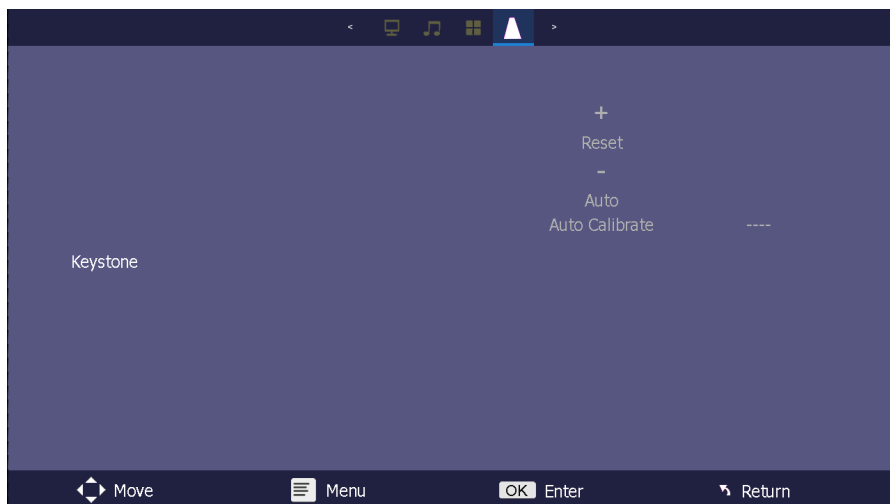 < >
+
Reset
-
Auto
Auto Calibrate ----
Keystone
Move Menu OK Enter Return